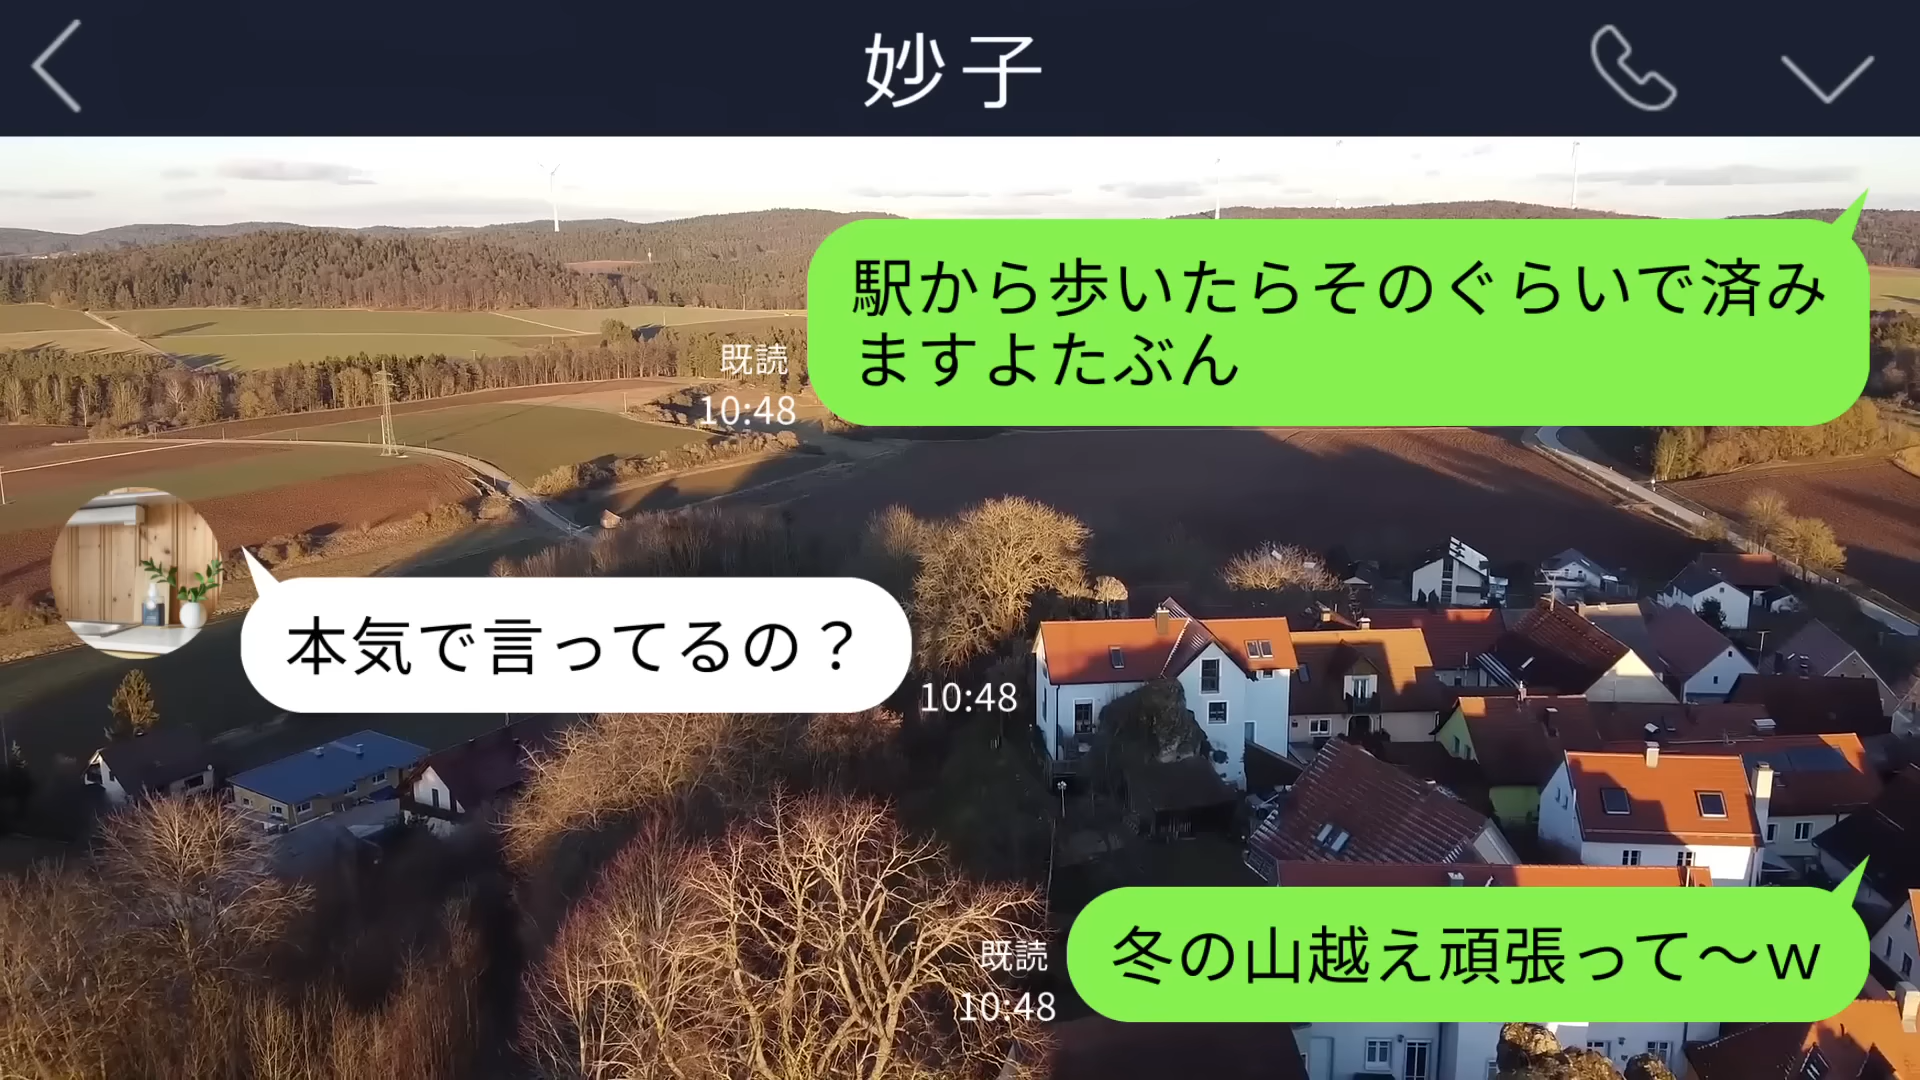 妙子
駅から歩いたらそのぐらいで済み
ますよたぶん
既読
10:48
本気で言ってるの？
10:48
冬の山越え頑張って～w
既読
10:48